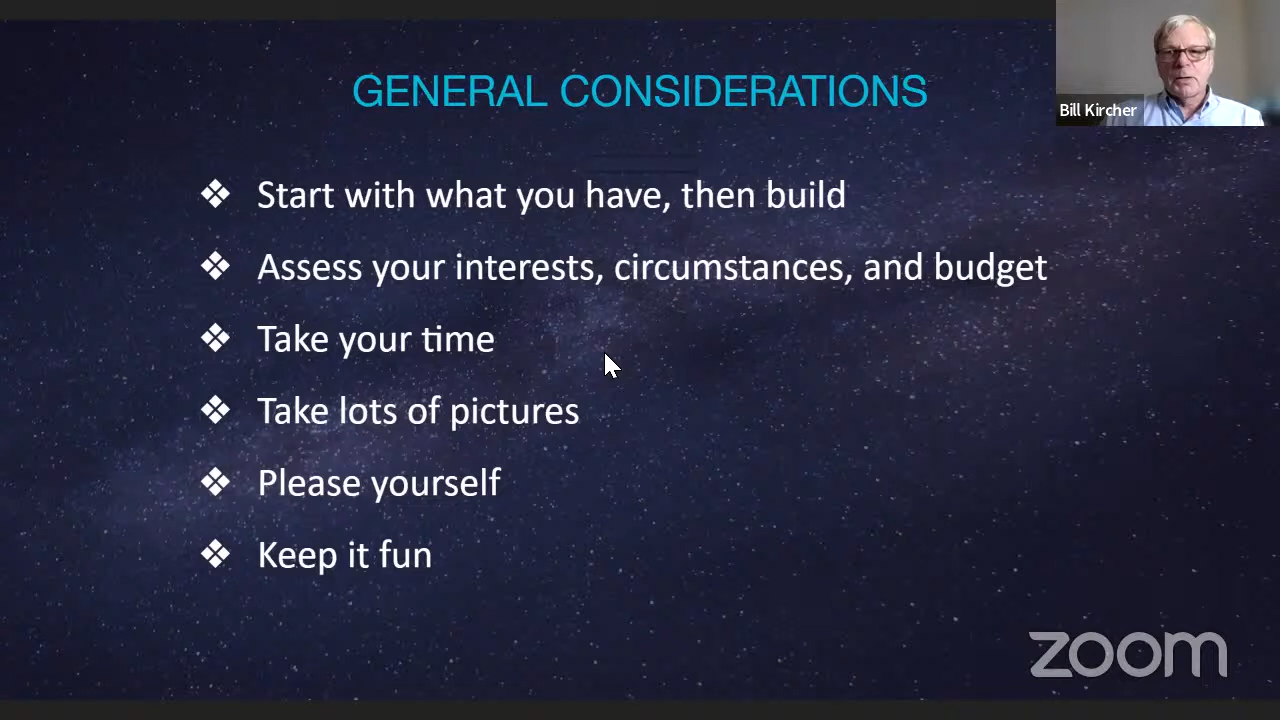 GENERAL CONSIDERATIONS
Bill Kircher
❖ Start with what you have, then build
❖ Assess your interests, circumstances, and budget
❖ Take your time
❖ Take lots of pictures
❖ Please yourself
❖ Keep it fun
zoom